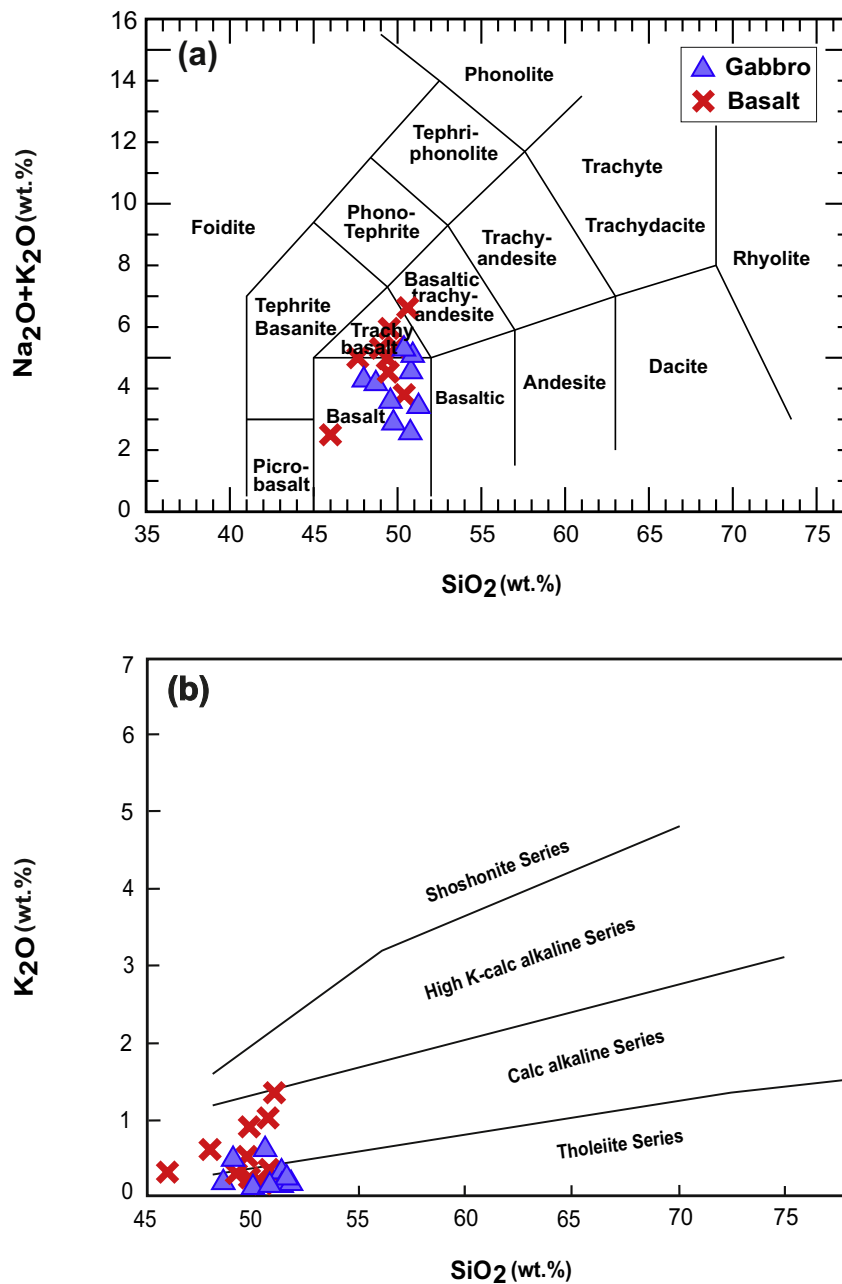 (a)
Gabbro
Basalt
Phonolite
Tephri-
phonolite
Trachyte
Foidite
Phono-
Tephrite
Trachydacite
Trachy-
andesite
Rhyolite
Basaltic
trachy-
andesite
Tephrite
Basanite
Trachy
basalt
Basalt
Basaltic
Andesite
Dacite
Picro-
basalt
16
14
12
10
8
6
4
2
0
Na2O+K2O(wt.%)
35 40 45 50 55 60 65 70 75
SiO2(wt.%)
(b)
7
6
5
4
3
2
1
0
K2O(wt.%)
Shoshonite Series
High K-calc alkaline Series
Calc alkaline Series
Tholeiite Series
45 50 55 60 65 70 75
SiO2(wt.%)